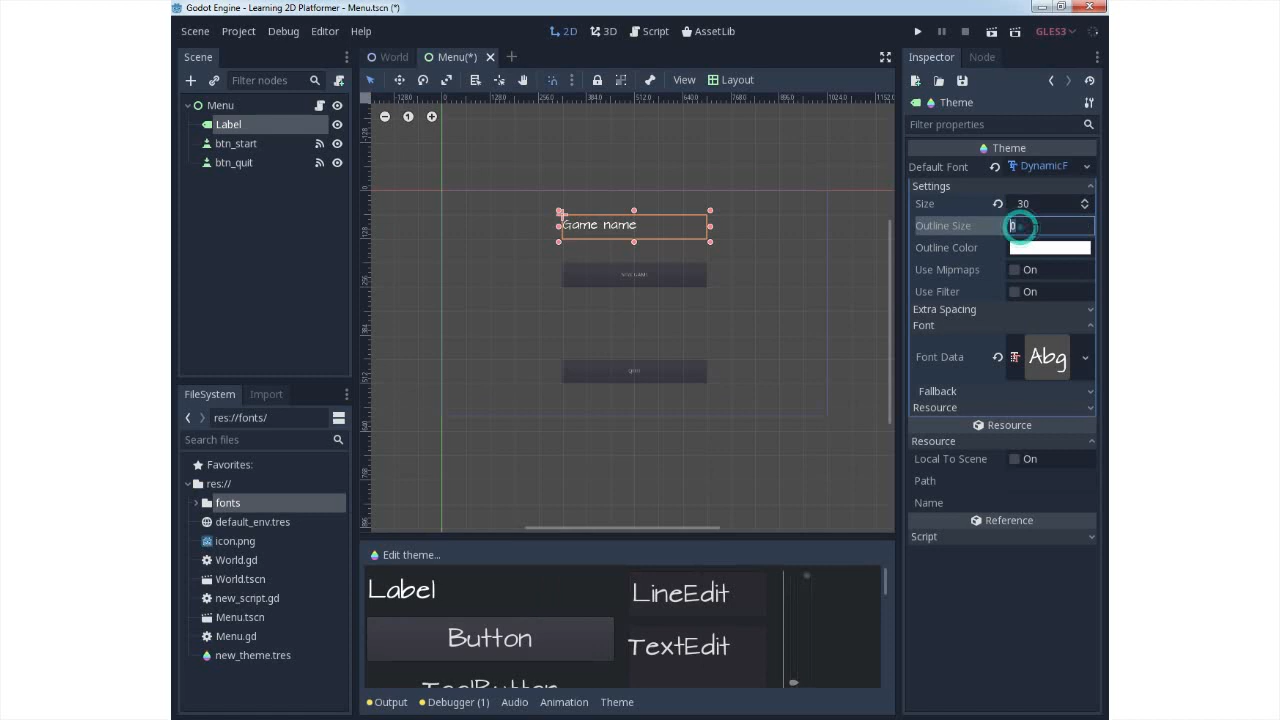 Godot Engine - Learning 2D Platformer - Menu.tscn (*)
Scene Project Debug Editor Help
2D 3D Script AssetLib
GLES3
Scene
World Menu(*)
Inspector Node
Filter nodes
View Layout
Menu
Label
btn_start
btn_quit
Theme
Filter properties
Theme
Default Font DynamicF
Settings
Size 30
Outline Size 0
Outline Color
Use Mipmaps On
Use Filter On
Extra Spacing
Font
Font Data Abg
Fallback
Resource
Resource
Resource
Local To Scene On
Path
Name
Reference
Script
Game name
FileSystem Import
res://fonts/
Search files
Favorites:
res://
fonts
default_env.tres
icon.png
World.gd
World.tscn
new_script.gd
Menu.tscn
Menu.gd
new_theme.tres
Edit theme...
Label
LineEdit
Button
TextEdit
ToolButton
Output Debugger (1) Audio Animation Theme